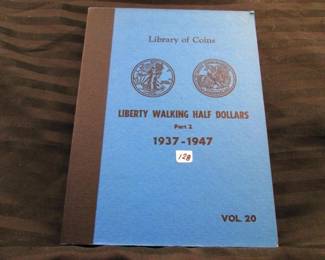 Library of Coins
LIBERTY WALKING HALF DOLLARS
Part 2
1937-1947
128
VOL. 20